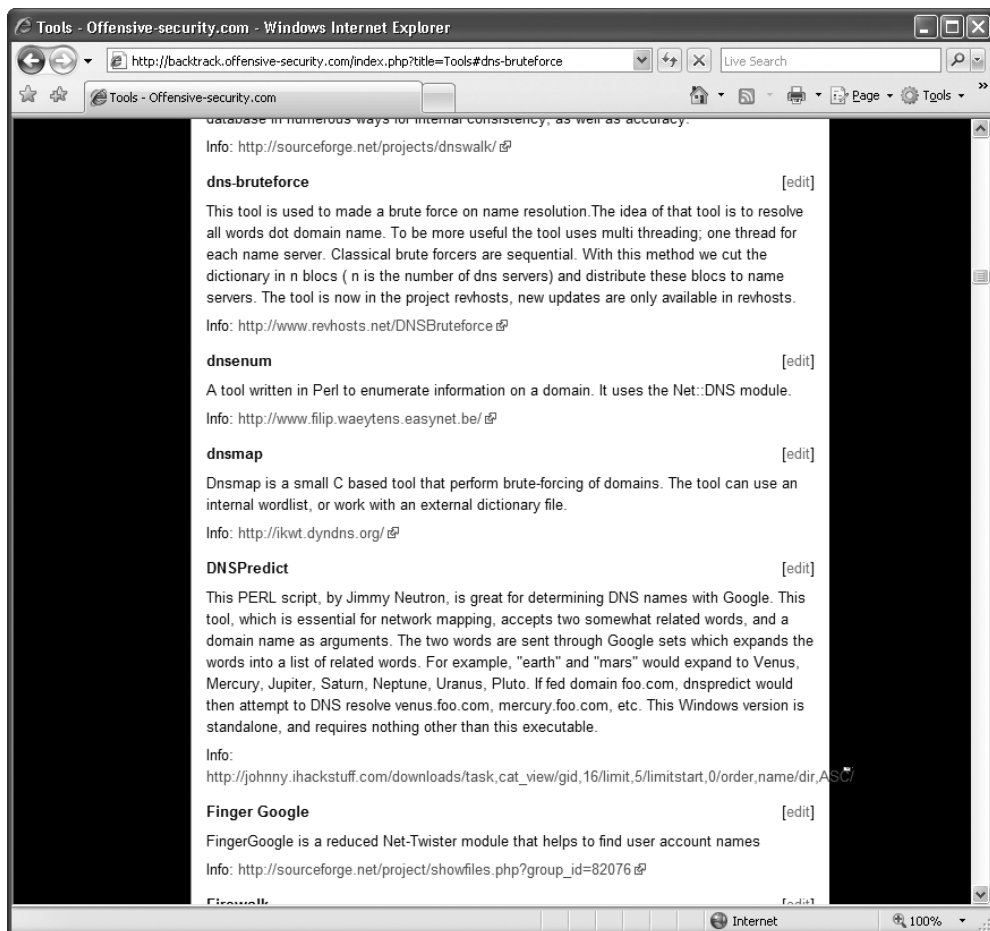 Tools - Offensive-security.com - Windows Internet Explorer
http://backtrack.offensive-security.com/index.php?title=Tools#dns-bruteforce
Live Search
Tools - Offensive-security.com
Page
Tools
»
database in numerous ways for internal consistency, as well as accuracy.
Info: http://sourceforge.net/projects/dnswalk/
dns-bruteforce [edit]
This tool is used to made a brute force on name resolution.The idea of that tool is to resolve
all words dot domain name. To be more useful the tool uses multi threading; one thread for
each name server. Classical brute forcers are sequential. With this method we cut the
dictionary in n blocs ( n is the number of dns servers) and distribute these blocs to name
servers. The tool is now in the project revhosts, new updates are only available in revhosts.
Info: http://www.revhosts.net/DNSBruteforce
dnsenum [edit]
A tool written in Perl to enumerate information on a domain. It uses the Net::DNS module.
Info: http://www.filip.waeytens.easynet.be/
dnsmap [edit]
Dnsmap is a small C based tool that perform brute-forcing of domains. The tool can use an
internal wordlist, or work with an external dictionary file.
Info: http://ikwt.dyndns.org/
DNSPredict [edit]
This PERL script, by Jimmy Neutron, is great for determining DNS names with Google. This
tool, which is essential for network mapping, accepts two somewhat related words, and a
domain name as arguments. The two words are sent through Google sets which expands the
words into a list of related words. For example, "earth" and "mars" would expand to Venus,
Mercury, Jupiter, Saturn, Neptune, Uranus, Pluto. If fed domain foo.com, dnspredict would
then attempt to DNS resolve venus.foo.com, mercury.foo.com, etc. This Windows version is
standalone, and requires nothing other than this executable.
Info:
http://johnny.ihackstuff.com/downloads/task,cat_view/gid,16/limit,5/limitstart,0/order,name/dir,ASC/
Finger Google [edit]
FingerGoogle is a reduced Net-Twister module that helps to find user account names
Info: http://sourceforge.net/project/showfiles.php?group_id=82076
Firewalk [edit]
Internet
100%